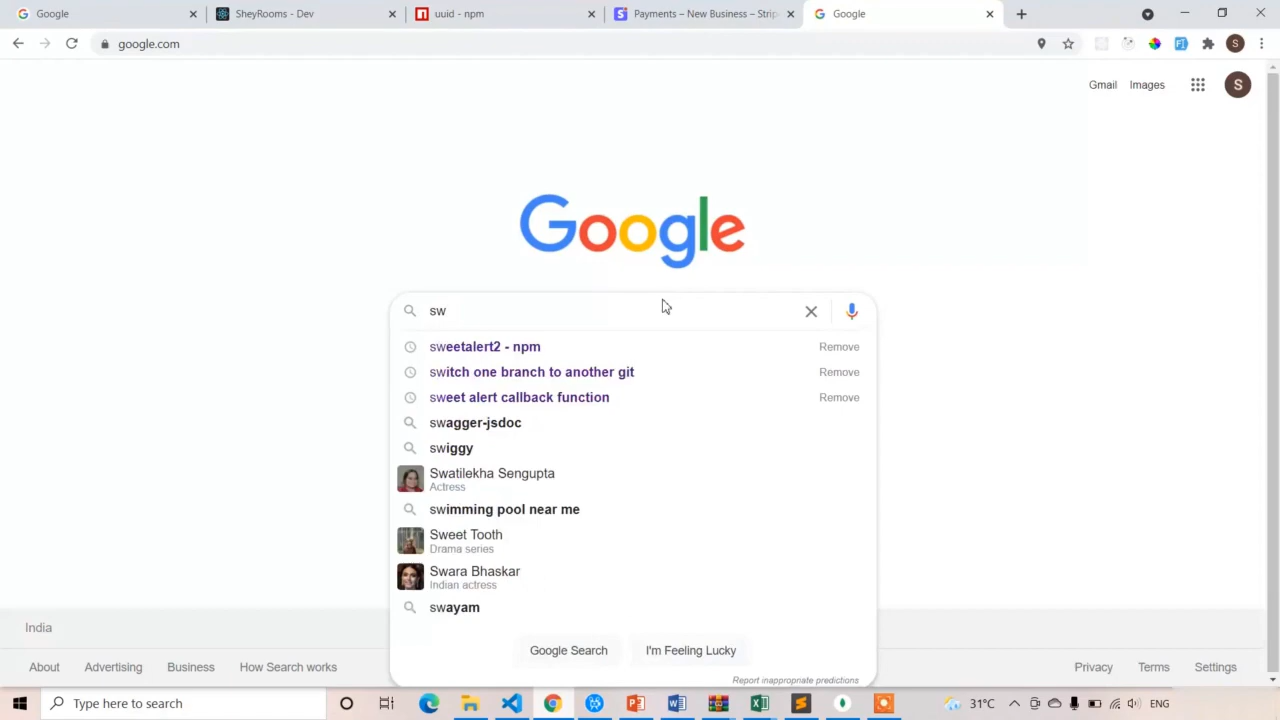 Google
SheyRooms - Dev
uuid - npm
Payments – New Business – Strip
Google
google.com
S
Gmail
Images
S
Google
sw
sweetalert2 - npm
Remove
switch one branch to another git
Remove
sweet alert callback function
Remove
swagger-jsdoc
swiggy
Swatilekha Sengupta
Actress
swimming pool near me
Sweet Tooth
Drama series
Swara Bhaskar
Indian actress
swayam
Google Search
I'm Feeling Lucky
Report inappropriate predictions
India
About
Advertising
Business
How Search works
Privacy
Terms
Settings
Type here to search
31°C
ENG